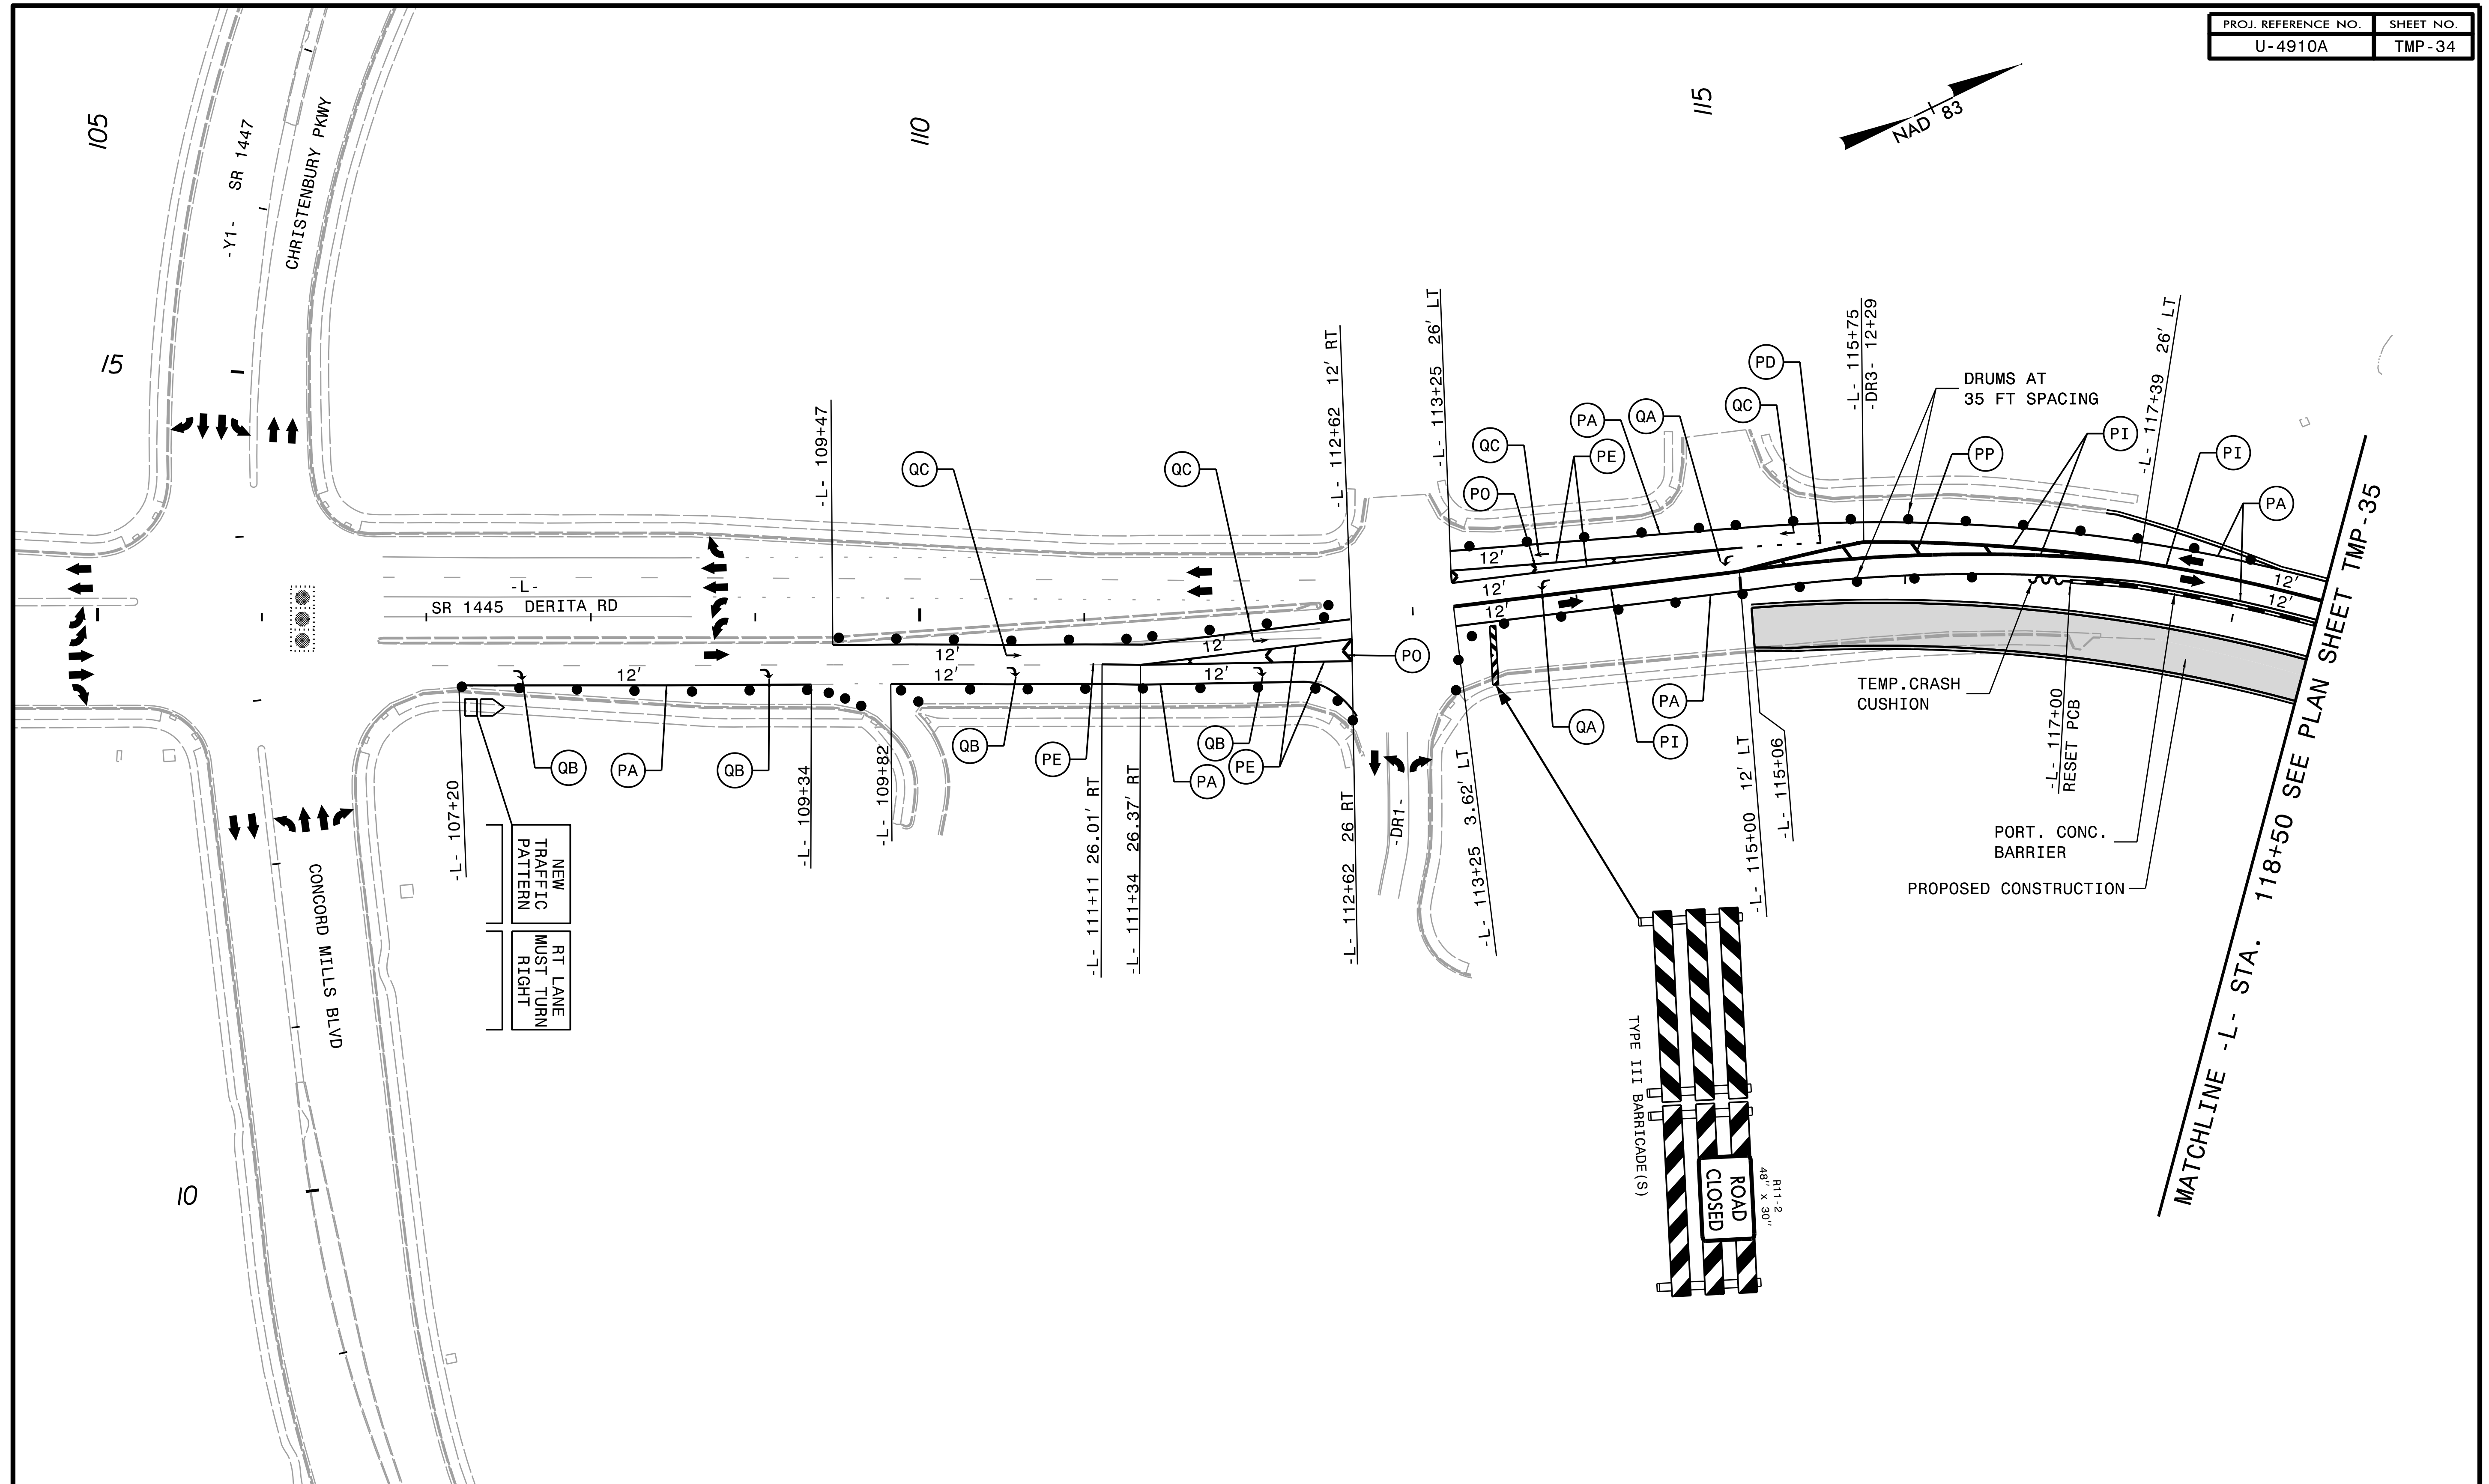 PROJ. REFERENCE NO.
SHEET NO.
U-4910A
TMP-34
105
110
115
NAD 83
-Y1- SR 1447
CHRISTENBURY PKWY
15
-L-
SR 1445 DERITA RD
-L- 109+47
QC
QC
-L- 112+62 12' RT
-L- 113+25 26' LT
QC
PO
PE
PA
QA
QC
PD
-L- 115+75
-DR3- 12+29
DRUMS AT
35 FT SPACING
PP
PI
-L- 117+39 26' LT
PI
PA
12'
12'
12'
12'
12'
12'
12'
12'
12'
12'
12'
PO
QB
PA
QB
QB
PE
QB
PA
PE
QA
PI
PA
TEMP.CRASH
CUSHION
-L- 117+00
RESET PCB
-L- 107+20
-L- 109+34
-L- 109+82
-L- 111+11 26.01' RT
-L- 111+34 26.37' RT
-L- 112+62 26 RT
-DR1-
-L- 113+25 3.62' LT
-L- 115+00 12' LT
-L- 115+06
PORT. CONC.
BARRIER
PROPOSED CONSTRUCTION
MATCHLINE -L- STA. 118+50 SEE PLAN SHEET TMP-35
NEW
TRAFFIC
PATTERN
RT LANE
MUST TURN
RIGHT
CONCORD MILLS BLVD
10
TYPE III BARRICADE(S)
ROAD
CLOSED
R11-2
48" x 30"